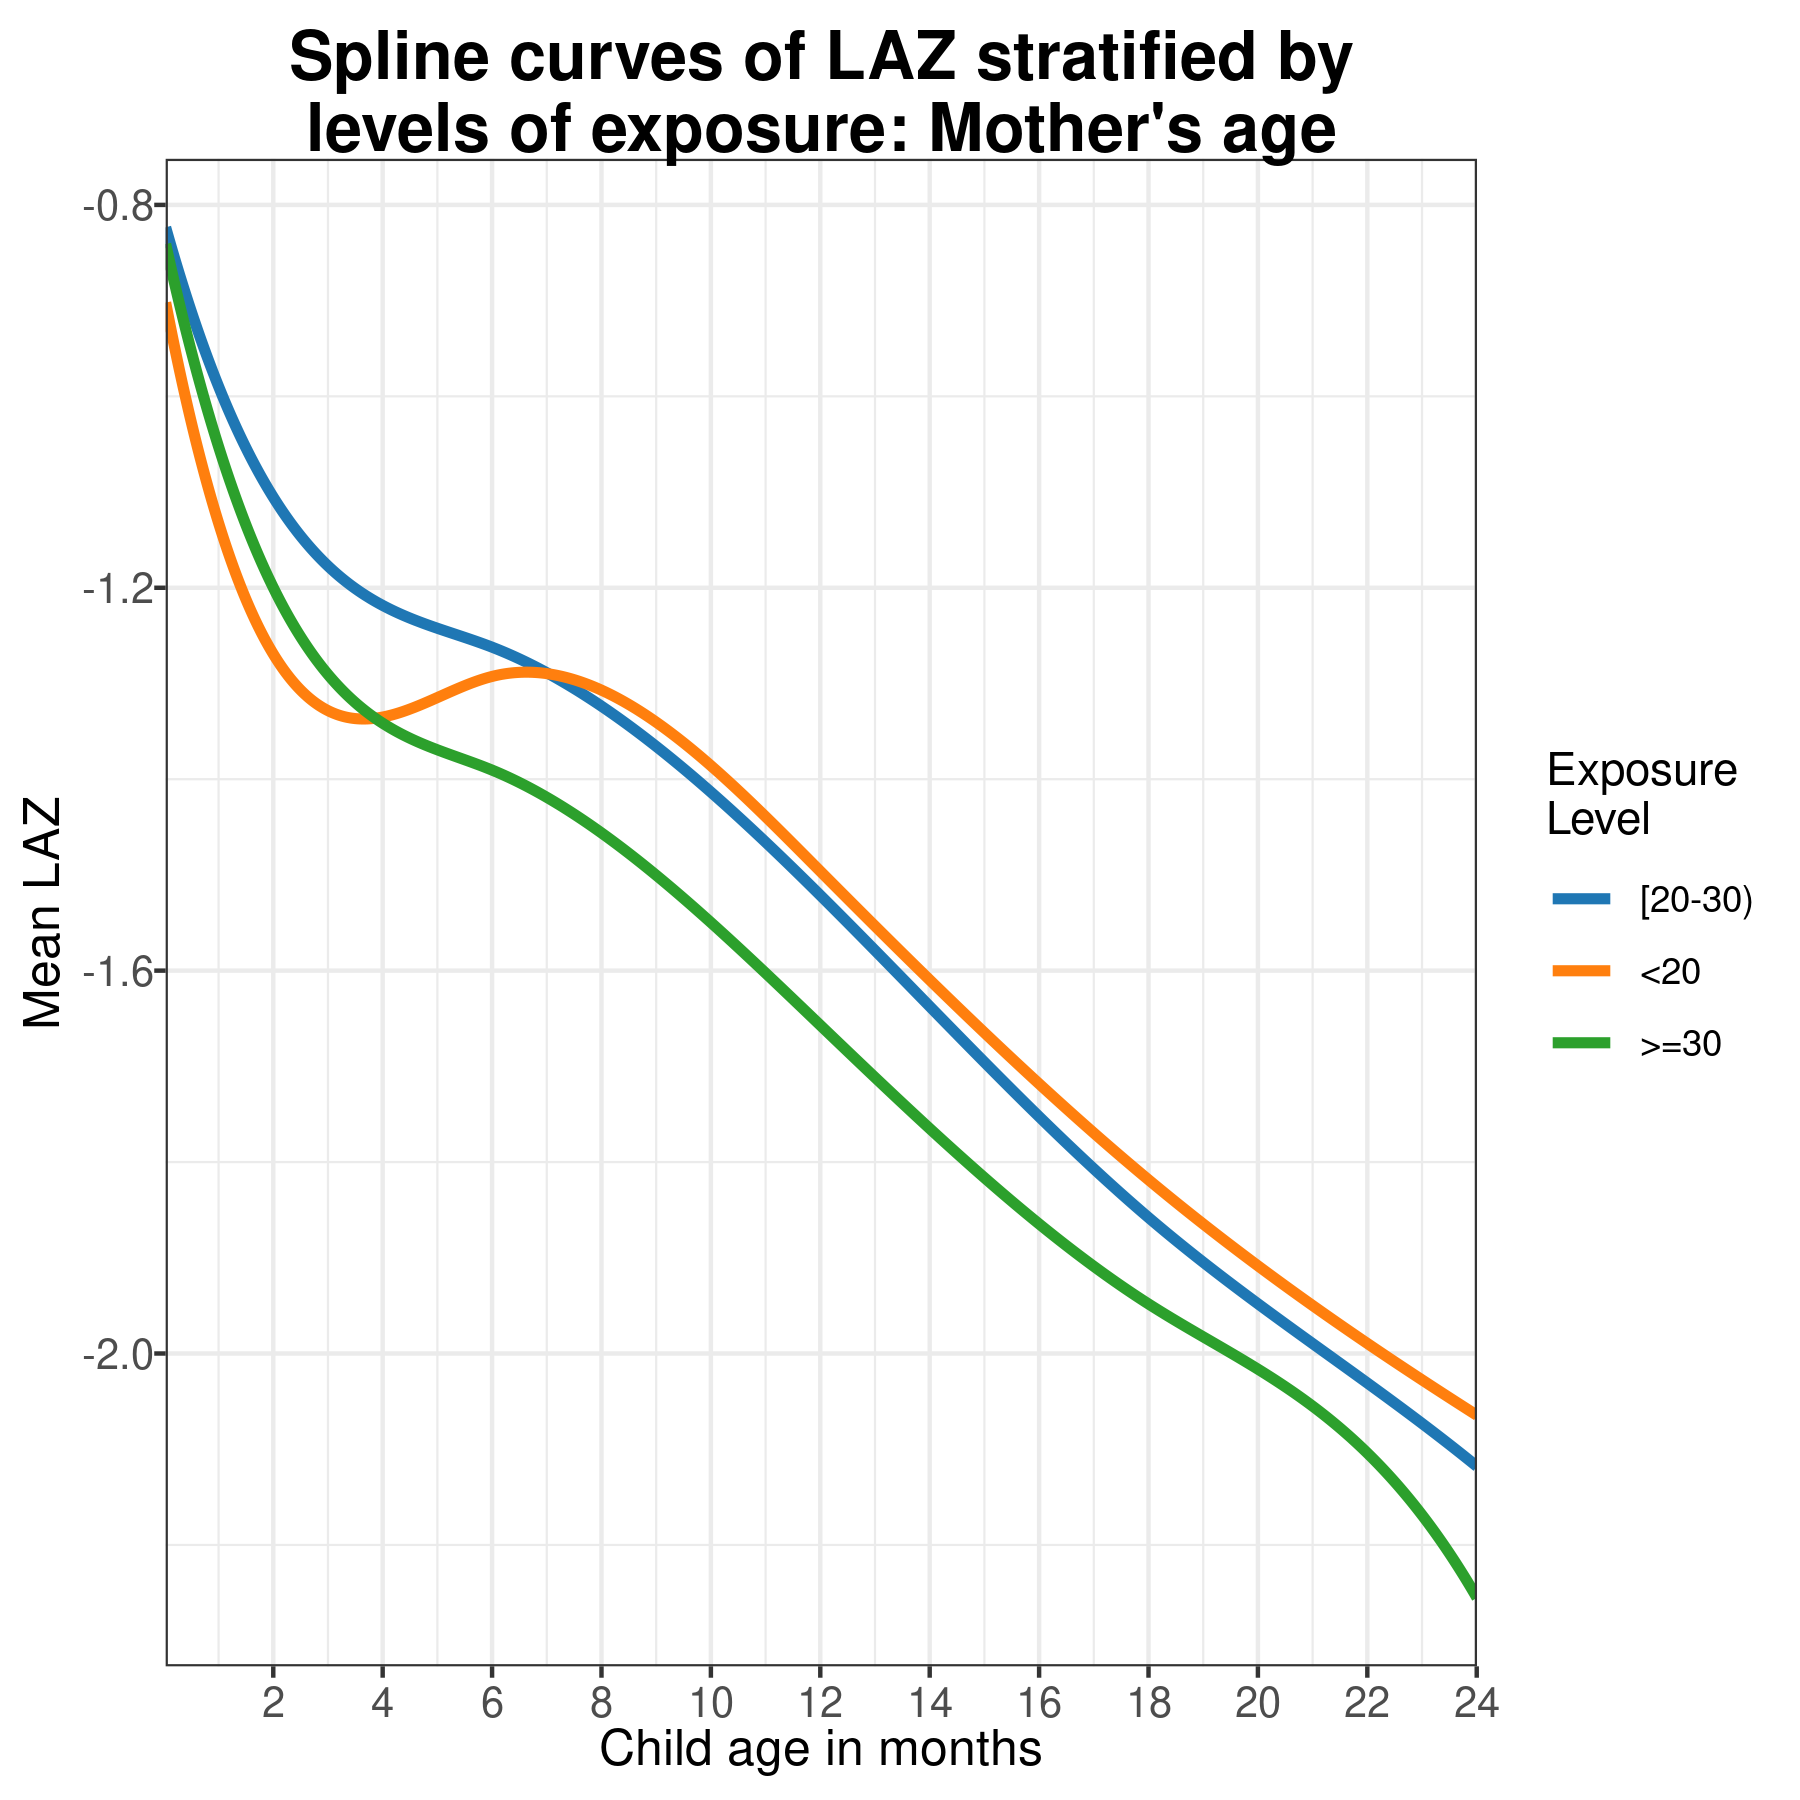 Spline curves of LAZ stratified by
levels of exposure: Mother's age
-0.8
-1.2
-1.6
-2.0
Mean LAZ
2 4 6 8 10 12 14 16 18 20 22 24
Child age in months
Exposure
Level
[20-30)
<20
>=30